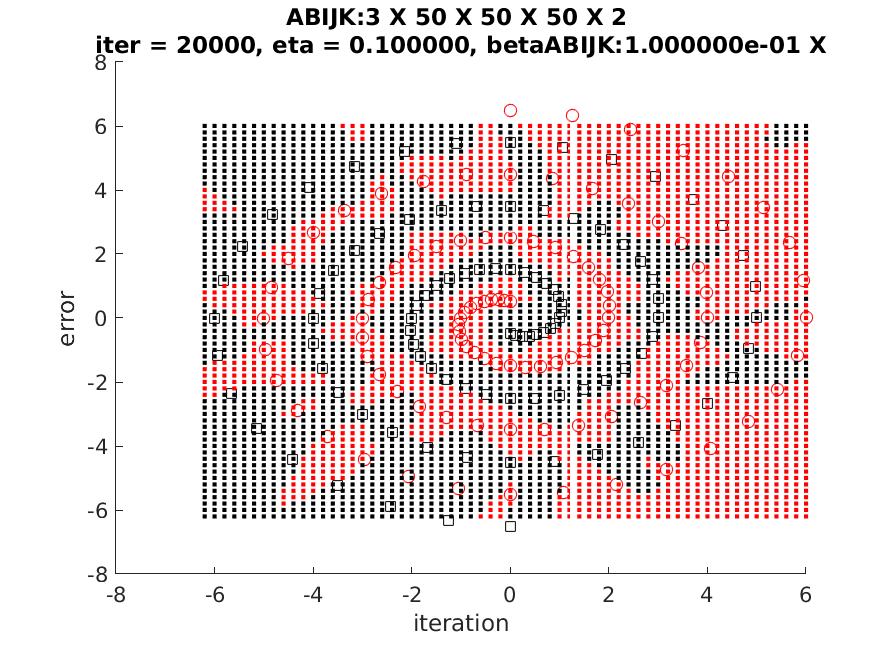 ABIJK:3 X 50 X 50 X 50 X 2
iter = 20000, eta = 0.100000, betaABIJK:1.000000e-01 X
8
6
4
2
0
-2
-4
-6
-8
error
-8 -6 -4 -2 0 2 4 6
iteration